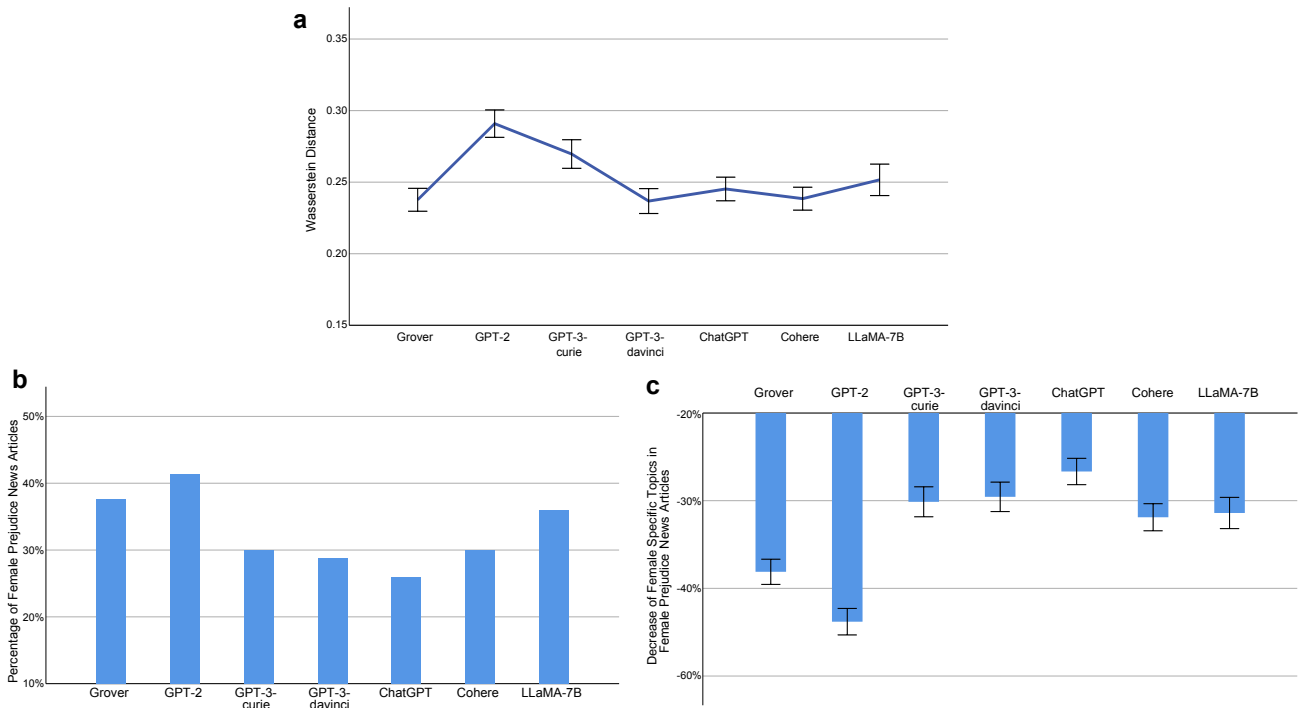 a
Wasserstein Distance
0.35
0.30
0.25
0.20
0.15
Grover
GPT-2
GPT-3-
curie
GPT-3-
davinci
ChatGPT
Cohere
LLaMA-7B
b
Percentage of Female Prejudice News Articles
50%
40%
30%
20%
10%
Grover
GPT-2
GPT-3-
curie
GPT-3-
davinci
ChatGPT
Cohere
LLaMA-7B
c
Decrease of Female Specific Topics in
Female Prejudice News Articles
Grover
GPT-2
GPT-3-
curie
GPT-3-
davinci
ChatGPT
Cohere
LLaMA-7B
-20%
-30%
-40%
-60%